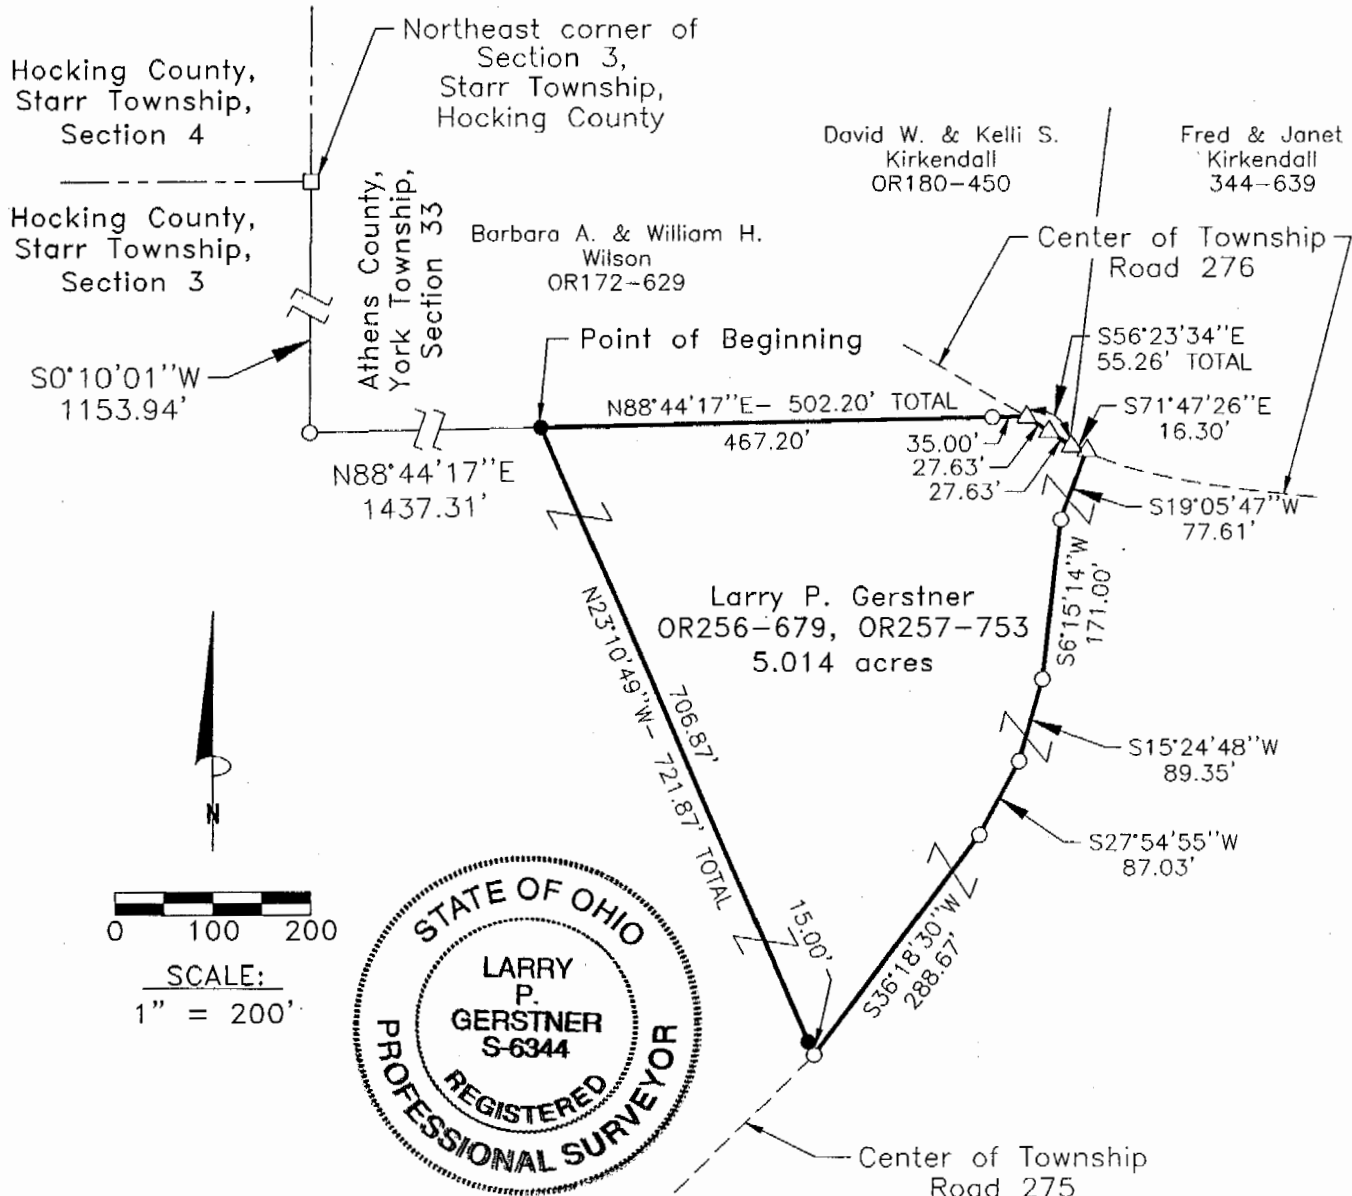 Northeast corner of
Section 3,
Starr Township,
Hocking County
Hocking County,
Starr Township,
Section 4
Hocking County,
Starr Township,
Section 3
Athens County,
York Township,
Section 33
David W. & Kelli S.
Kirkendall
OR180-450
Fred & Janet
Kirkendall
344-639
Barbara A. & William H.
Wilson
OR172-629
Center of Township
Road 276
Point of Beginning
S56°23'34"E
55.26' TOTAL
S0°10'01"W
1153.94'
N88°44'17"E- 502.20' TOTAL
467.20'
35.00'
27.63'
27.63'
S71°47'26"E
16.30'
N88°44'17"E
1437.31'
S19°05'47"W
77.61'
S6°15'14"W
171.00'
Larry P. Gerstner
OR256-679, OR257-753
5.014 acres
N23°10'49"W- 721.87' TOTAL
706.87'
S15°24'48"W
89.35'
S27°54'55"W
87.03'
S36°18'30"W
288.67'
15.00'
N
0 100 200
SCALE:
1" = 200'
STATE OF OHIO
LARRY
P.
GERSTNER
S-6344
REGISTERED
PROFESSIONAL SURVEYOR
Center of Township
Road 275